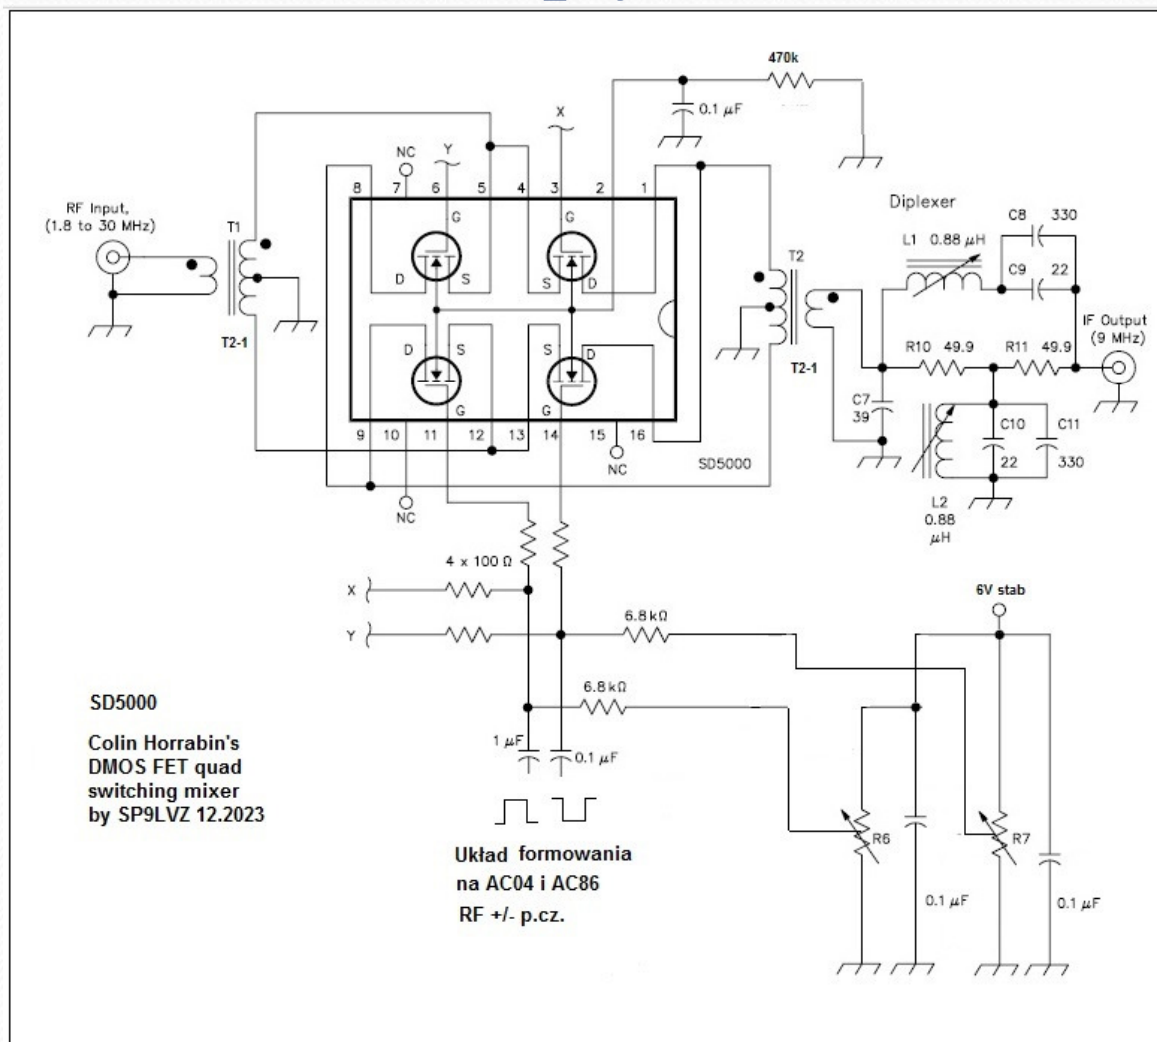 470k
0.1 µF
X
Y
NC
8 7 6 5 4 3 2 1
RF Input,
(1.8 to 30 MHz)
T1
T2-1
G G
D S S D
D S S D
G G
9 10 11 12 13 14 15 16
NC
NC
SD5000
T2
T2-1
Diplexer
C8 330
L1 0.88 µH
C9 22
IF Output
(9 MHz)
R10 49.9 R11 49.9
C7
39
C10 C11
22 330
L2
0.88
µH
4 x 100 Ω
X
Y
6.8 kΩ
6.8 kΩ
6V stab
1 µF
0.1 µF
R6
R7
0.1 µF
0.1 µF
SD5000
Colin Horrabin's
DMOS FET quad
switching mixer
by SP9LVZ 12.2023
Układ formowania
na AC04 i AC86
RF +/- p.cz.